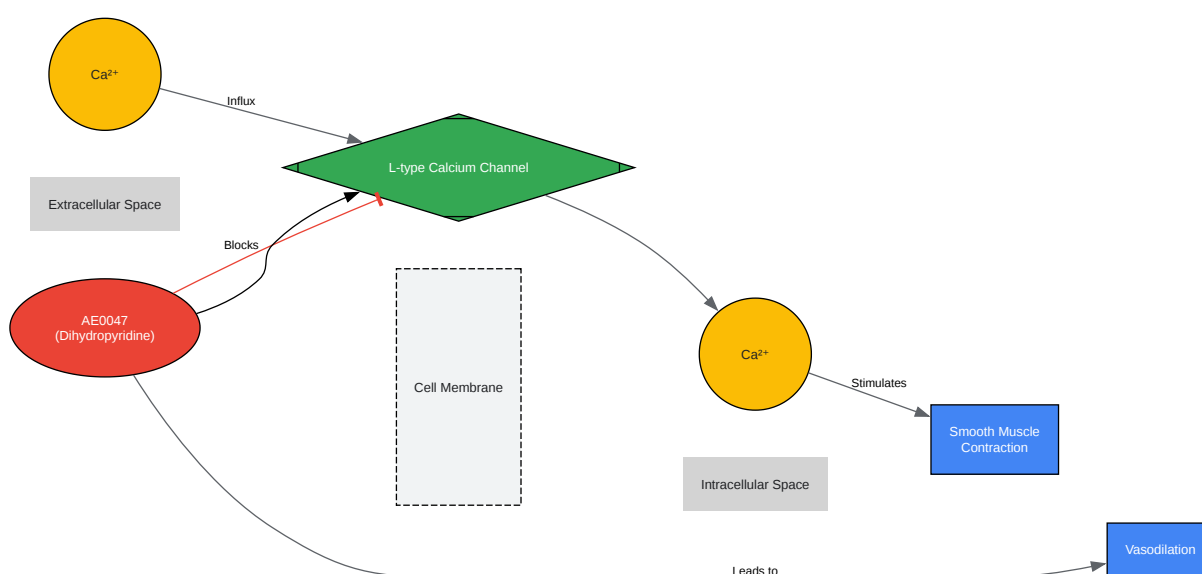 Ca²⁺
Influx
L-type Calcium Channel
Extracellular Space
Blocks
AE0047
(Dihydropyridine)
Cell Membrane
Ca²⁺
Stimulates
Smooth Muscle
Contraction
Intracellular Space
Vasodilation
Leads to